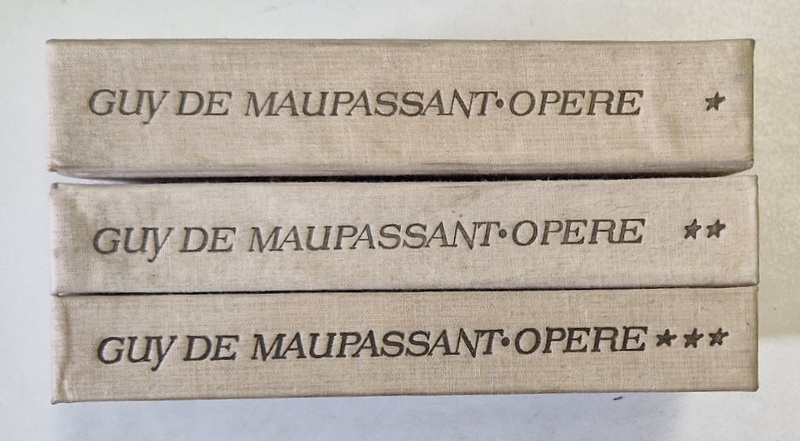 GUY DE MAUPASSANT•OPERE ★
GUY DE MAUPASSANT•OPERE ★★
GUY DE MAUPASSANT•OPERE ★★★